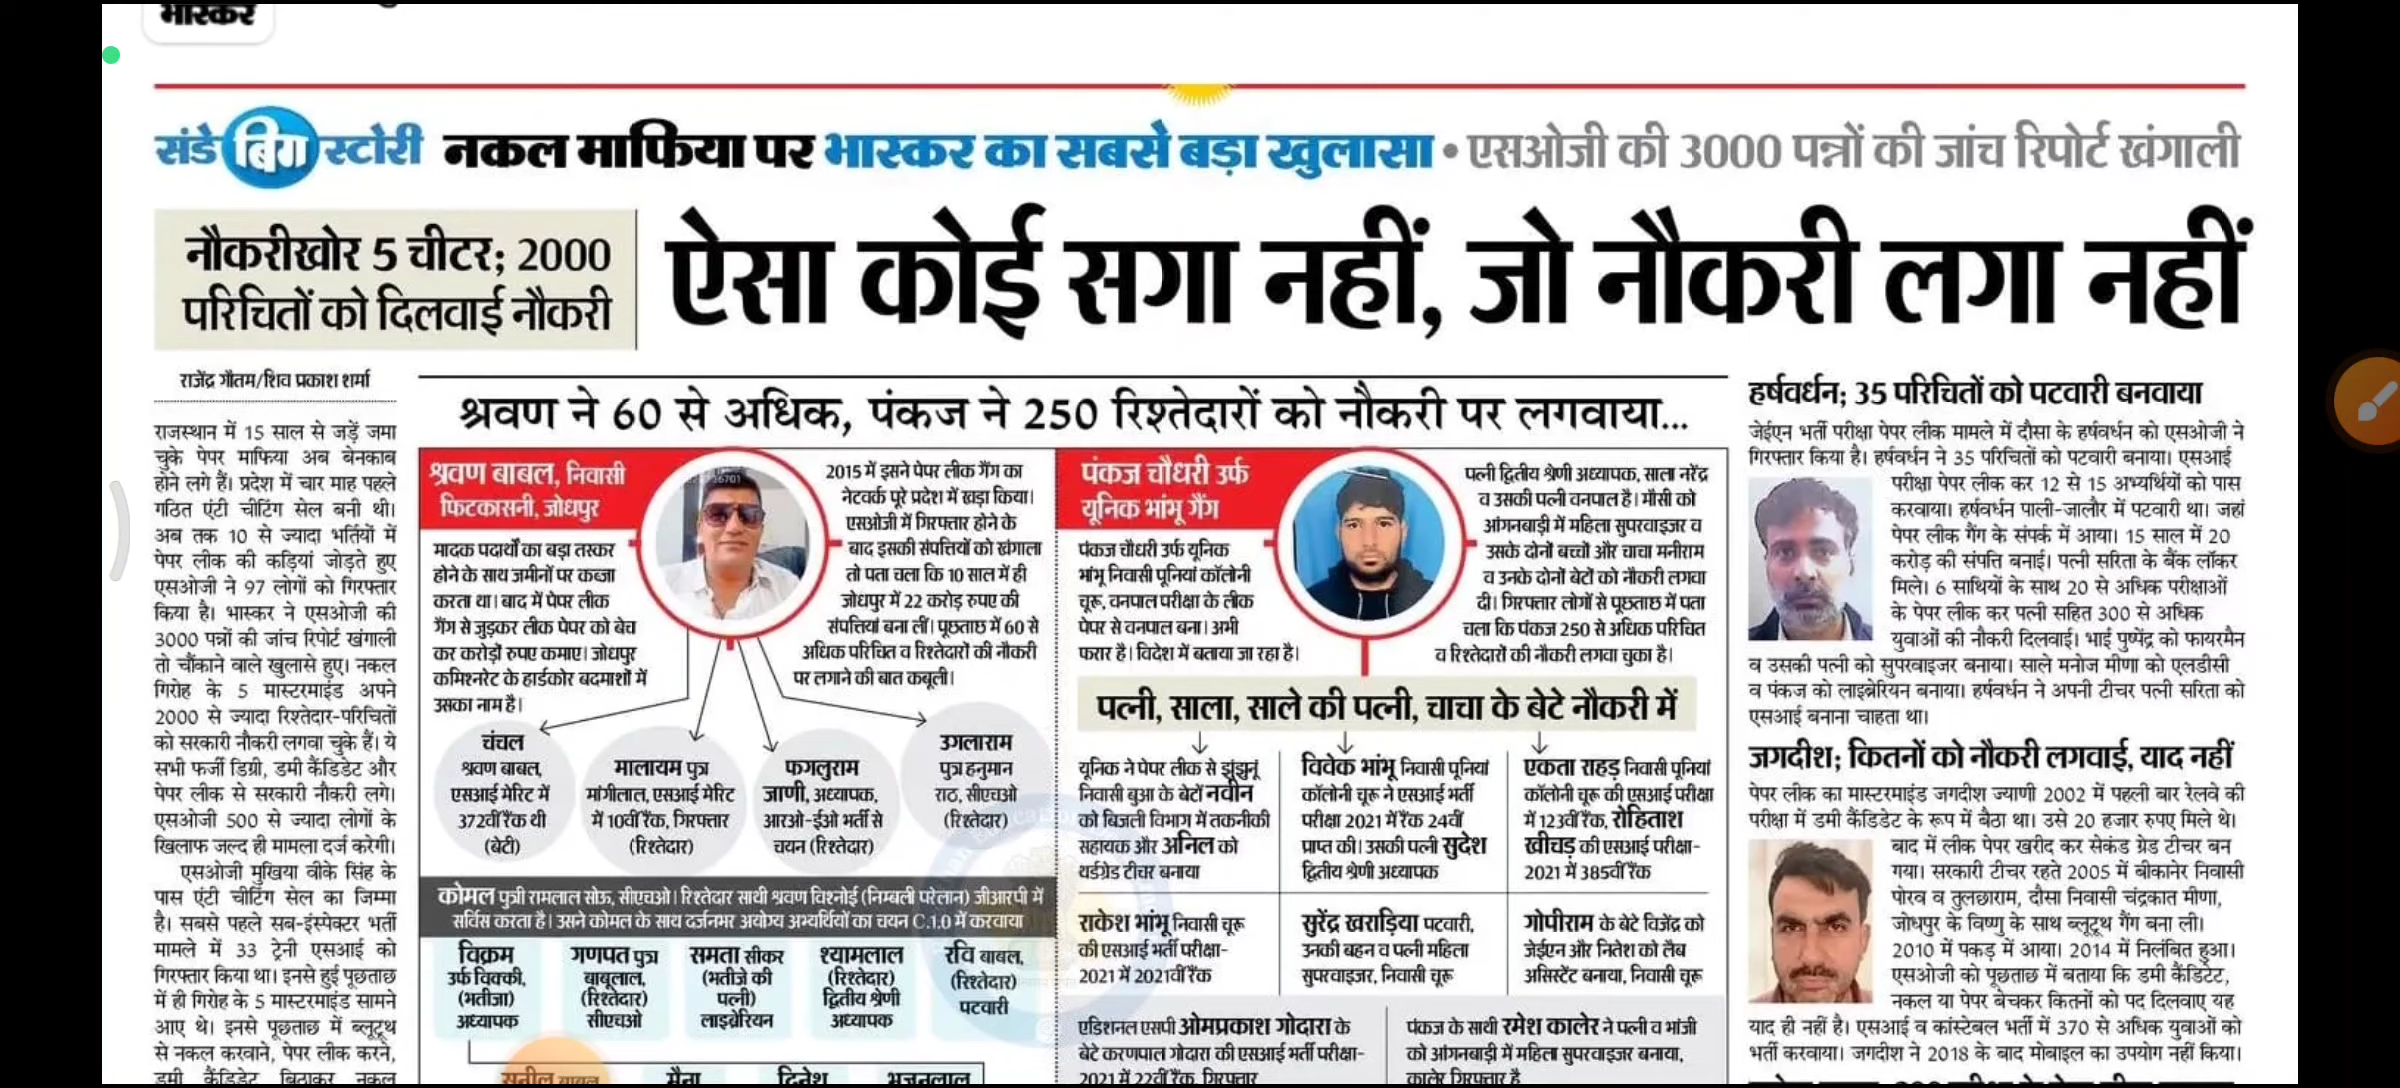 भास्कर
संडे बिग स्टोरी नकल माफिया पर भास्कर का सबसे बड़ा खुलासा • एसओजी की 3000 पन्नों की जांच रिपोर्ट खंगाली
नौकरीखोर 5 चीटर; 2000
परिचितों को दिलवाई नौकरी
ऐसा कोई सगा नहीं, जो नौकरी लगा नहीं
राजेंद्र गौतम/शिव प्रकाश शर्मा
राजस्थान में 15 साल से जड़ें जमा
चुके पेपर माफिया अब बेनकाब
होने लगे हैं। प्रदेश में चार माह पहले
गठित एंटी चीटिंग सेल बनी थी।
अब तक 10 से ज्यादा भर्तियों में
पेपर लीक की कड़ियां जोड़ते हुए
एसओजी ने 97 लोगों को गिरफ्तार
किया है। भास्कर ने एसओजी की
3000 पन्नों की जांच रिपोर्ट खंगाली
तो चौंकाने वाले खुलासे हुए। नकल
गिरोह के 5 मास्टरमाइंड अपने
2000 से ज्यादा रिश्तेदार-परिचितों
को सरकारी नौकरी लगवा चुके हैं। ये
सभी फर्जी डिग्री, डमी कैंडिडेट और
पेपर लीक से सरकारी नौकरी लगे।
एसओजी 500 से ज्यादा लोगों के
खिलाफ जल्द ही मामला दर्ज करेगी।
एसओजी मुखिया वीके सिंह के
पास एंटी चीटिंग सेल का जिम्मा
है। सबसे पहले सब-इंस्पेक्टर भर्ती
मामले में 33 ट्रेनी एसआई को
गिरफ्तार किया था। इनसे हुई पूछताछ
में ही गिरोह के 5 मास्टरमाइंड सामने
आए थे। इनसे पूछताछ में ब्लूटूथ
से नकल करवाने, पेपर लीक करने,
डमी कैंडिडेट बिठाकर नकल
श्रवण ने 60 से अधिक, पंकज ने 250 रिश्तेदारों को नौकरी पर लगवाया...
श्रवण बाबल, निवासी
फिटकासनी, जोधपुर
मादक पदार्थों का बड़ा तस्कर
होने के साथ जमीनों पर कब्जा
करता था। बाद में पेपर लीक
गैंग से जुड़कर लीक पेपर को बेच
कर करोड़ों रुपए कमाए। जोधपुर
कमिश्नरेट के हार्डकोर बदमाशों में
उसका नाम है।
2015 में इसने पेपर लीक गैंग का
नेटवर्क पूरे प्रदेश में खड़ा किया।
एसओजी में गिरफ्तार होने के
बाद इसकी संपत्तियों को खंगाला
तो पता चला कि 10 साल में ही
जोधपुर में 22 करोड़ रुपए की
संपत्तियां बना लीं। पूछताछ में 60 से
अधिक परिचित व रिश्तेदारों की नौकरी
पर लगाने की बात कबूली।
चंचल
श्रवण बाबल,
एसआई मेरिट में
372वीं रैंक थी
(बेटी)
मालायम पुत्र
मांगीलाल, एसआई मेरिट
में 10वीं रैंक, गिरफ्तार
(रिश्तेदार)
फगलुराम
जाणी, अध्यापक,
आरओ-ईओ भर्ती से
चयन (रिश्तेदार)
उगलाराम
पुत्र हनुमान
राठ, सीएचओ
(रिश्तेदार)
कोमल पुत्री रामलाल सोऊ, सीएचओ। रिश्तेदार साथी श्रवण विश्नोई (निम्बली परेलान) जीआरपी में
सर्विस करता है। उसने कोमल के साथ दर्जनभर अयोग्य अभ्यर्थियों का चयन C.1.0 में करवाया
विक्रम
उर्फ विक्की,
(भतीजा)
अध्यापक
गणपत पुत्र
बाबूलाल,
(रिश्तेदार)
सीएचओ
समता सीकर
(भतीजे की
पत्नी)
लाइब्रेरियन
श्यामलाल
(रिश्तेदार)
द्वितीय श्रेणी
अध्यापक
रवि बाबल,
(रिश्तेदार)
पटवारी
सुनील बाबल मैना दिनेश भजनलाल
पंकज चौधरी उर्फ
यूनिक भांभू गैंग
पंकज चौधरी उर्फ यूनिक
भांभू निवासी पूनियां कॉलोनी
चूरू, वनपाल परीक्षा के लीक
पेपर से वनपाल बना। अभी
फरार है। विदेश में बताया जा रहा है।
पत्नी द्वितीय श्रेणी अध्यापक, साला नरेंद्र
व उसकी पत्नी वनपाल है। मौसी को
आंगनबाड़ी में महिला सुपरवाइजर व
उसके दोनों बच्चों और चाचा मनीराम
व उनके दोनों बेटों को नौकरी लगवा
दी। गिरफ्तार लोगों से पूछताछ में पता
चला कि पंकज 250 से अधिक परिचित
व रिश्तेदारों की नौकरी लगवा चुका है।
पत्नी, साला, साले की पत्नी, चाचा के बेटे नौकरी में
यूनिक ने पेपर लीक से झुंझुनूं
निवासी बुआ के बेटों नवीन
को बिजली विभाग में तकनीकी
सहायक और अनिल को
थर्डग्रेड टीचर बनाया
विवेक भांभू निवासी पूनियां
कॉलोनी चूरू ने एसआई भर्ती
परीक्षा 2021 में रैंक 24वीं
प्राप्त की। उसकी पत्नी सुदेश
द्वितीय श्रेणी अध्यापक
एकता राहड़ निवासी पूनियां
कॉलोनी चूरू की एसआई परीक्षा
में 123वीं रैंक, रोहिताश
खीचड़ की एसआई परीक्षा-
2021 में 385वीं रैंक
राकेश भांभू निवासी चूरू
की एसआई भर्ती परीक्षा-
2021 में 2021वीं रैंक
सुरेंद्र खराड़िया पटवारी,
उनकी बहन व पत्नी महिला
सुपरवाइजर, निवासी चूरू
गोपीराम के बेटे विजेंद्र को
जेईएन और नितेश को लैब
असिस्टेंट बनाया, निवासी चूरू
एडिशनल एसपी ओमप्रकाश गोदारा के
बेटे करणपाल गोदारा की एसआई भर्ती परीक्षा-
2021 में 22वीं रैंक, गिरफ्तार
पंकज के साथी रमेश कालेर ने पत्नी व भांजी
को आंगनबाड़ी में महिला सुपरवाइजर बनाया,
कालेर गिरफ्तार है
हर्षवर्धन; 35 परिचितों को पटवारी बनवाया
जेईएन भर्ती परीक्षा पेपर लीक मामले में दौसा के हर्षवर्धन को एसओजी ने
गिरफ्तार किया है। हर्षवर्धन ने 35 परिचितों को पटवारी बनाया। एसआई
परीक्षा पेपर लीक कर 12 से 15 अभ्यर्थियों को पास
करवाया। हर्षवर्धन पाली-जालौर में पटवारी था। जहां
पेपर लीक गैंग के संपर्क में आया। 15 साल में 20
करोड़ की संपत्ति बनाई। पत्नी सरिता के बैंक लॉकर
मिले। 6 साथियों के साथ 20 से अधिक परीक्षाओं
के पेपर लीक कर पत्नी सहित 300 से अधिक
युवाओं की नौकरी दिलवाई। भाई पुष्पेंद्र को फायरमैन
व उसकी पत्नी को सुपरवाइजर बनाया। साले मनोज मीणा को एलडीसी
व पंकज को लाइब्रेरियन बनाया। हर्षवर्धन ने अपनी टीचर पत्नी सरिता को
एसआई बनाना चाहता था।
जगदीश; कितनों को नौकरी लगवाई, याद नहीं
पेपर लीक का मास्टरमाइंड जगदीश ज्याणी 2002 में पहली बार रेलवे की
परीक्षा में डमी कैंडिडेट के रूप में बैठा था। उसे 20 हजार रुपए मिले थे।
बाद में लीक पेपर खरीद कर सेकंड ग्रेड टीचर बन
गया। सरकारी टीचर रहते 2005 में बीकानेर निवासी
पोरव व तुलछाराम, दौसा निवासी चंद्रकात मीणा,
जोधपुर के विष्णु के साथ ब्लूटूथ गैंग बना ली।
2010 में पकड़ में आया। 2014 में निलंबित हुआ।
एसओजी को पूछताछ में बताया कि डमी कैंडिटेट,
नकल या पेपर बेचकर कितनों को पद दिलवाए यह
याद ही नहीं है। एसआई व कांस्टेबल भर्ती में 370 से अधिक युवाओं को
भर्ती करवाया। जगदीश ने 2018 के बाद मोबाइल का उपयोग नहीं किया।